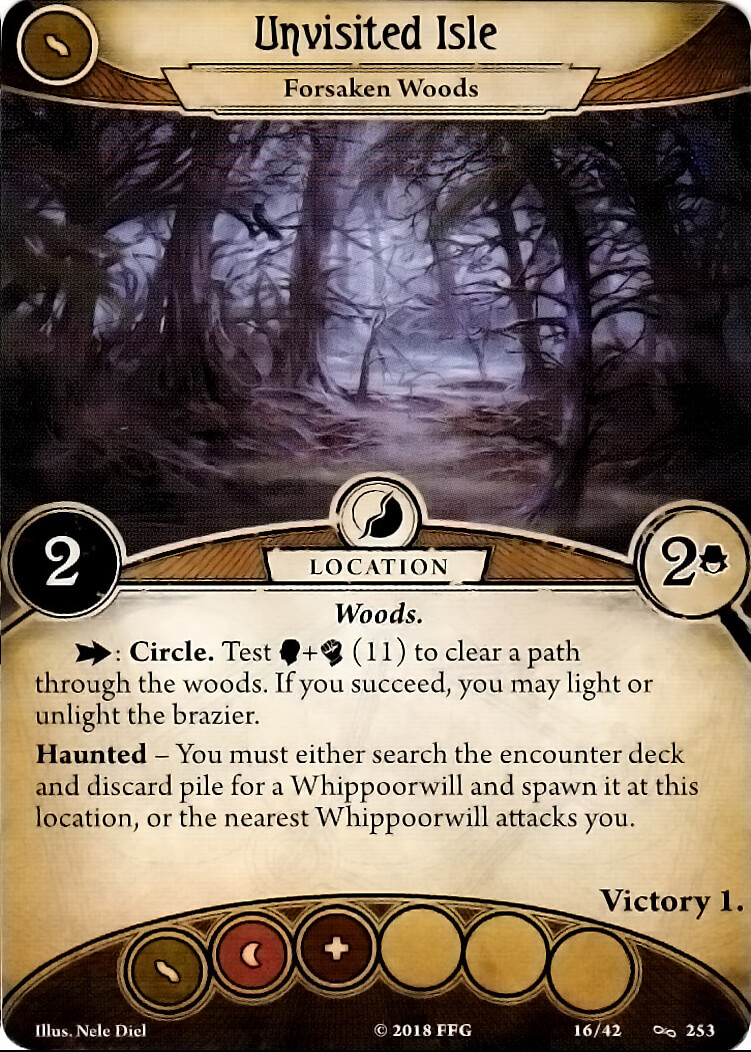 Unvisited Isle
Forsaken Woods
2
LOCATION
2
Woods.
: Circle. Test + (11) to clear a path
through the woods. If you succeed, you may light or
unlight the brazier.
Haunted – You must either search the encounter deck
and discard pile for a Whippoorwill and spawn it at this
location, or the nearest Whippoorwill attacks you.
Victory 1.
Illus. Nele Diel
© 2018 FFG
16/42
253